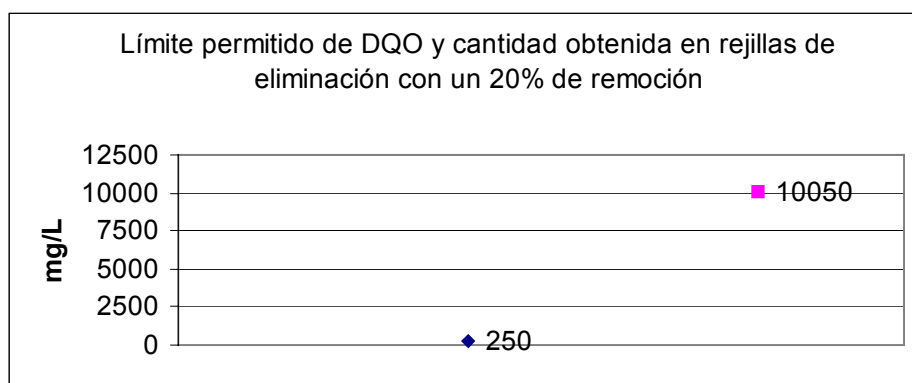 Límite permitido de DQO y cantidad obtenida en rejillas de
eliminación con un 20% de remoción
mg/L
12500
10000
7500
5000
2500
0
10050
250